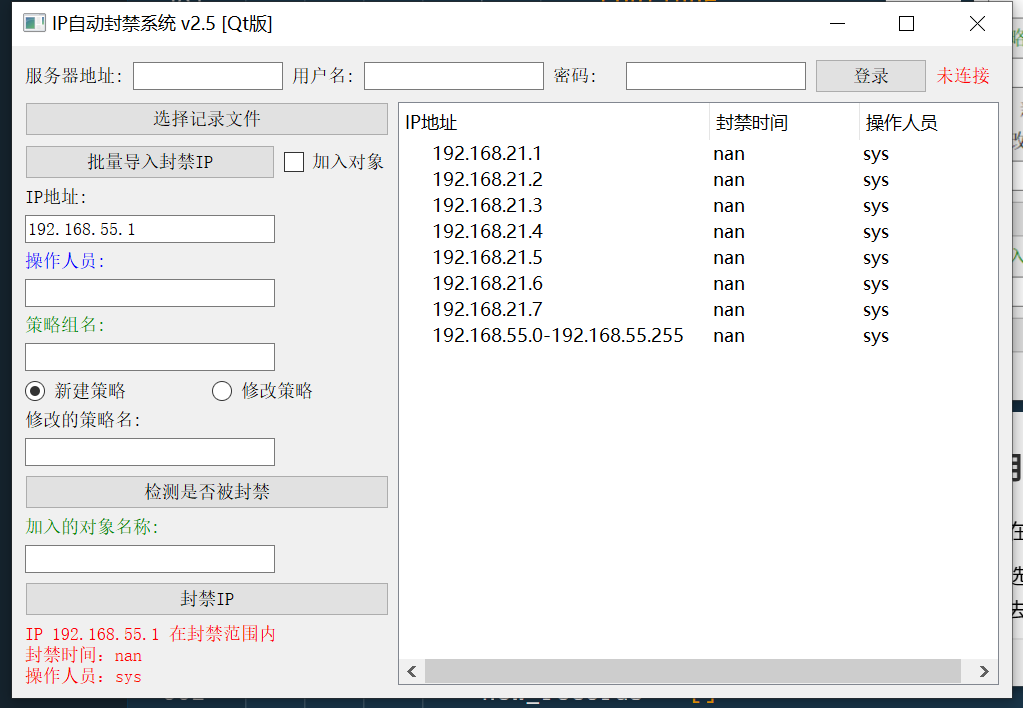 IP自动封禁系统 v2.5 [Qt版]
服务器地址: 用户名: 密码: 登录 未连接
选择记录文件
批量导入封禁IP 加入对象
IP地址:
192.168.55.1
操作人员:
策略组名:
新建策略 修改策略
修改的策略名:
检测是否被封禁
加入的对象名称:
封禁IP
IP 192.168.55.1 在封禁范围内
封禁时间: nan
操作人员: sys
IP地址 封禁时间 操作人员
192.168.21.1 nan sys
192.168.21.2 nan sys
192.168.21.3 nan sys
192.168.21.4 nan sys
192.168.21.5 nan sys
192.168.21.6 nan sys
192.168.21.7 nan sys
192.168.55.0-192.168.55.255 nan sys